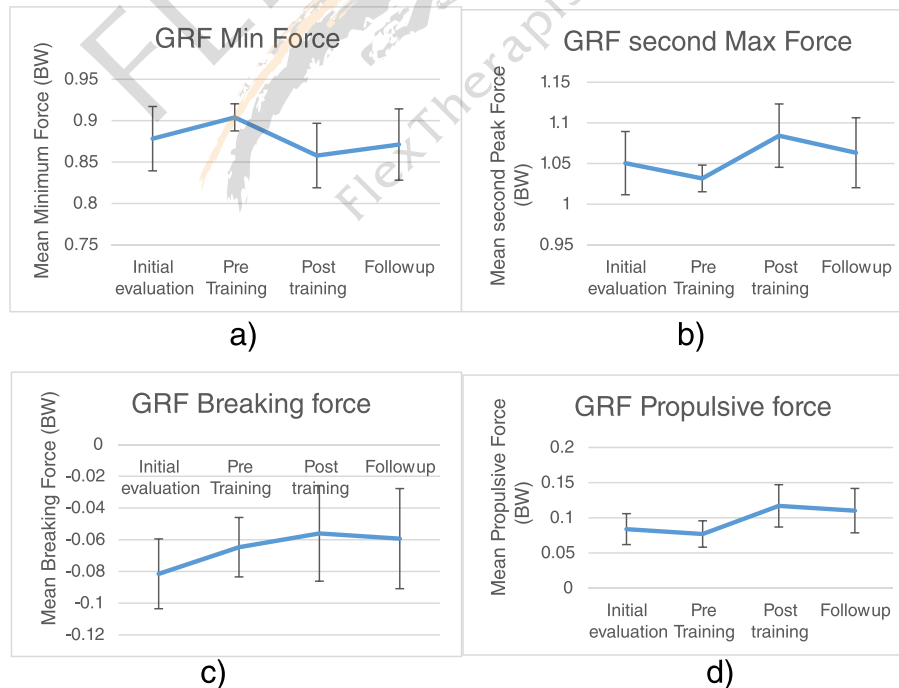 GRF Min Force
Mean Minimum Force (BW)
0.95
0.9
0.85
0.8
0.75
Initial evaluation
Pre Training
Post training
Followup
a)
GRF second Max Force
Mean second Peak Force (BW)
1.15
1.1
1.05
1
0.95
Initial evaluation
Pre Training
Post training
Followup
b)
GRF Breaking force
Mean Breaking Force (BW)
0
-0.02
-0.04
-0.06
-0.08
-0.1
-0.12
Initial evaluation
Pre Training
Post training
Followup
c)
GRF Propulsive force
Mean Propulsive Force (BW)
0.2
0.15
0.1
0.05
0
Initial evaluation
Pre Training
Post training
Followup
d)
FlexTherapis